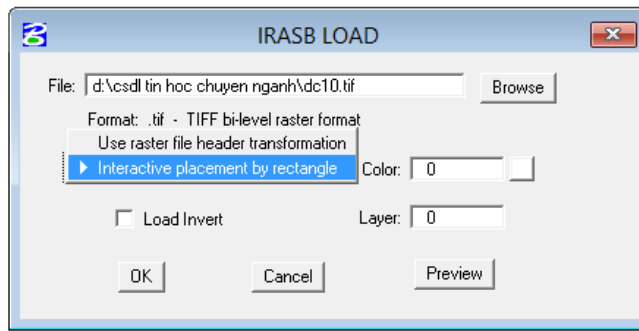 IRASB LOAD
File: d:\csdl tin hoc chuyen nganh\dc10.tif Browse
Format: .tif - TIFF bi-level raster format
Use raster file header transformation
Interactive placement by rectangle Color: 0
Load Invert Layer: 0
OK Cancel Preview